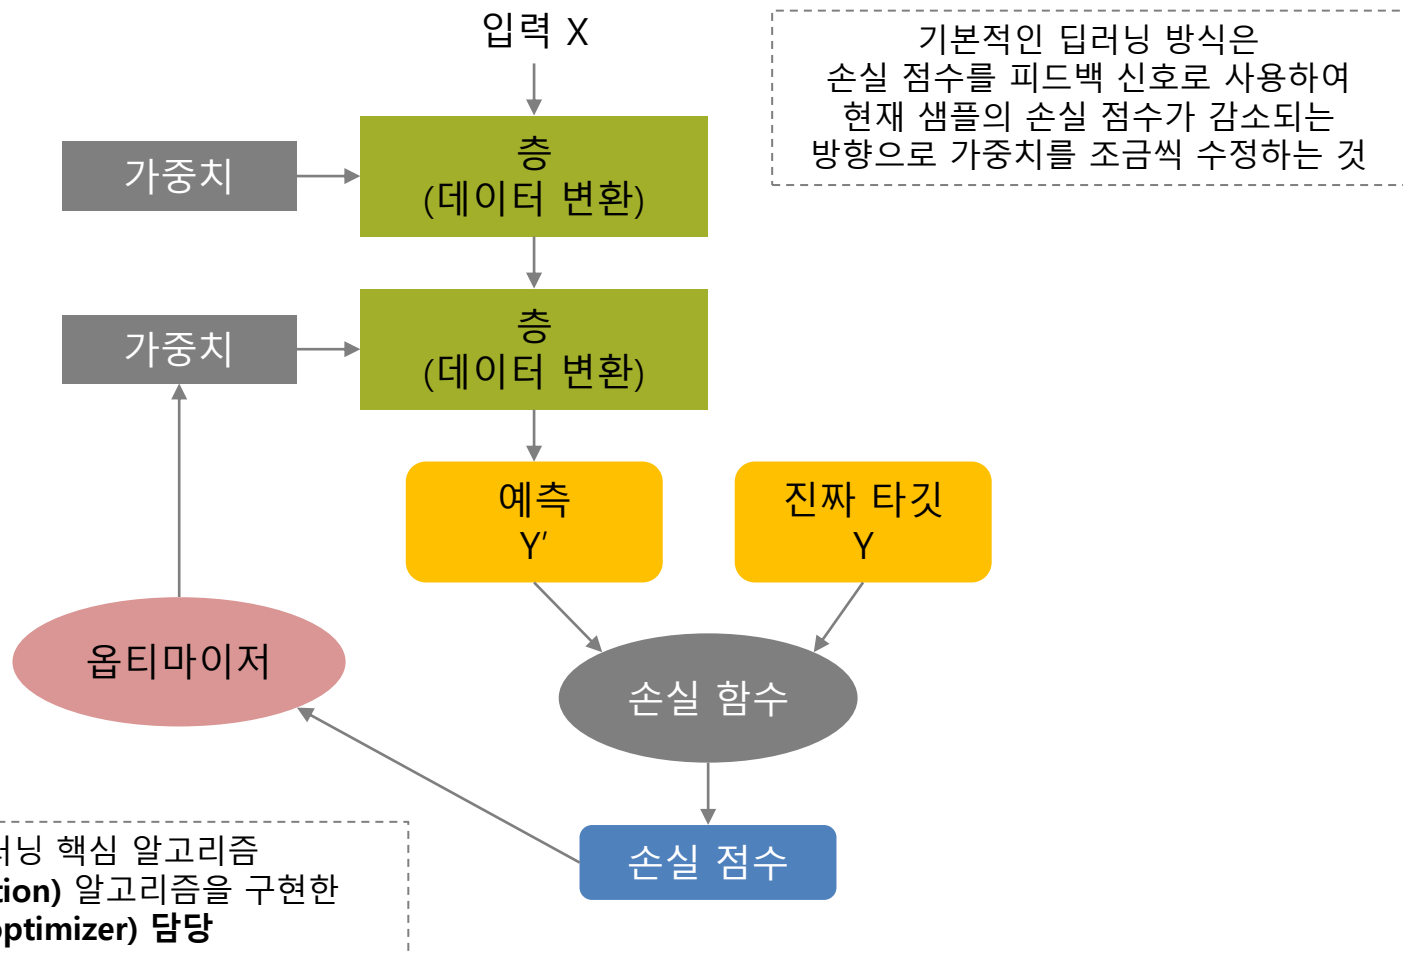 입력 X
기본적인 딥러닝 방식은
손실 점수를 피드백 신호로 사용하여
현재 샘플의 손실 점수가 감소되는
방향으로 가중치를 조금씩 수정하는 것
가중치
층
(데이터 변환)
가중치
층
(데이터 변환)
예측
Y'
진짜 타깃
Y
옵티마이저
손실 함수
손실 점수
핵심 알고리즘
알고리즘을 구현한
optimizer) 담당